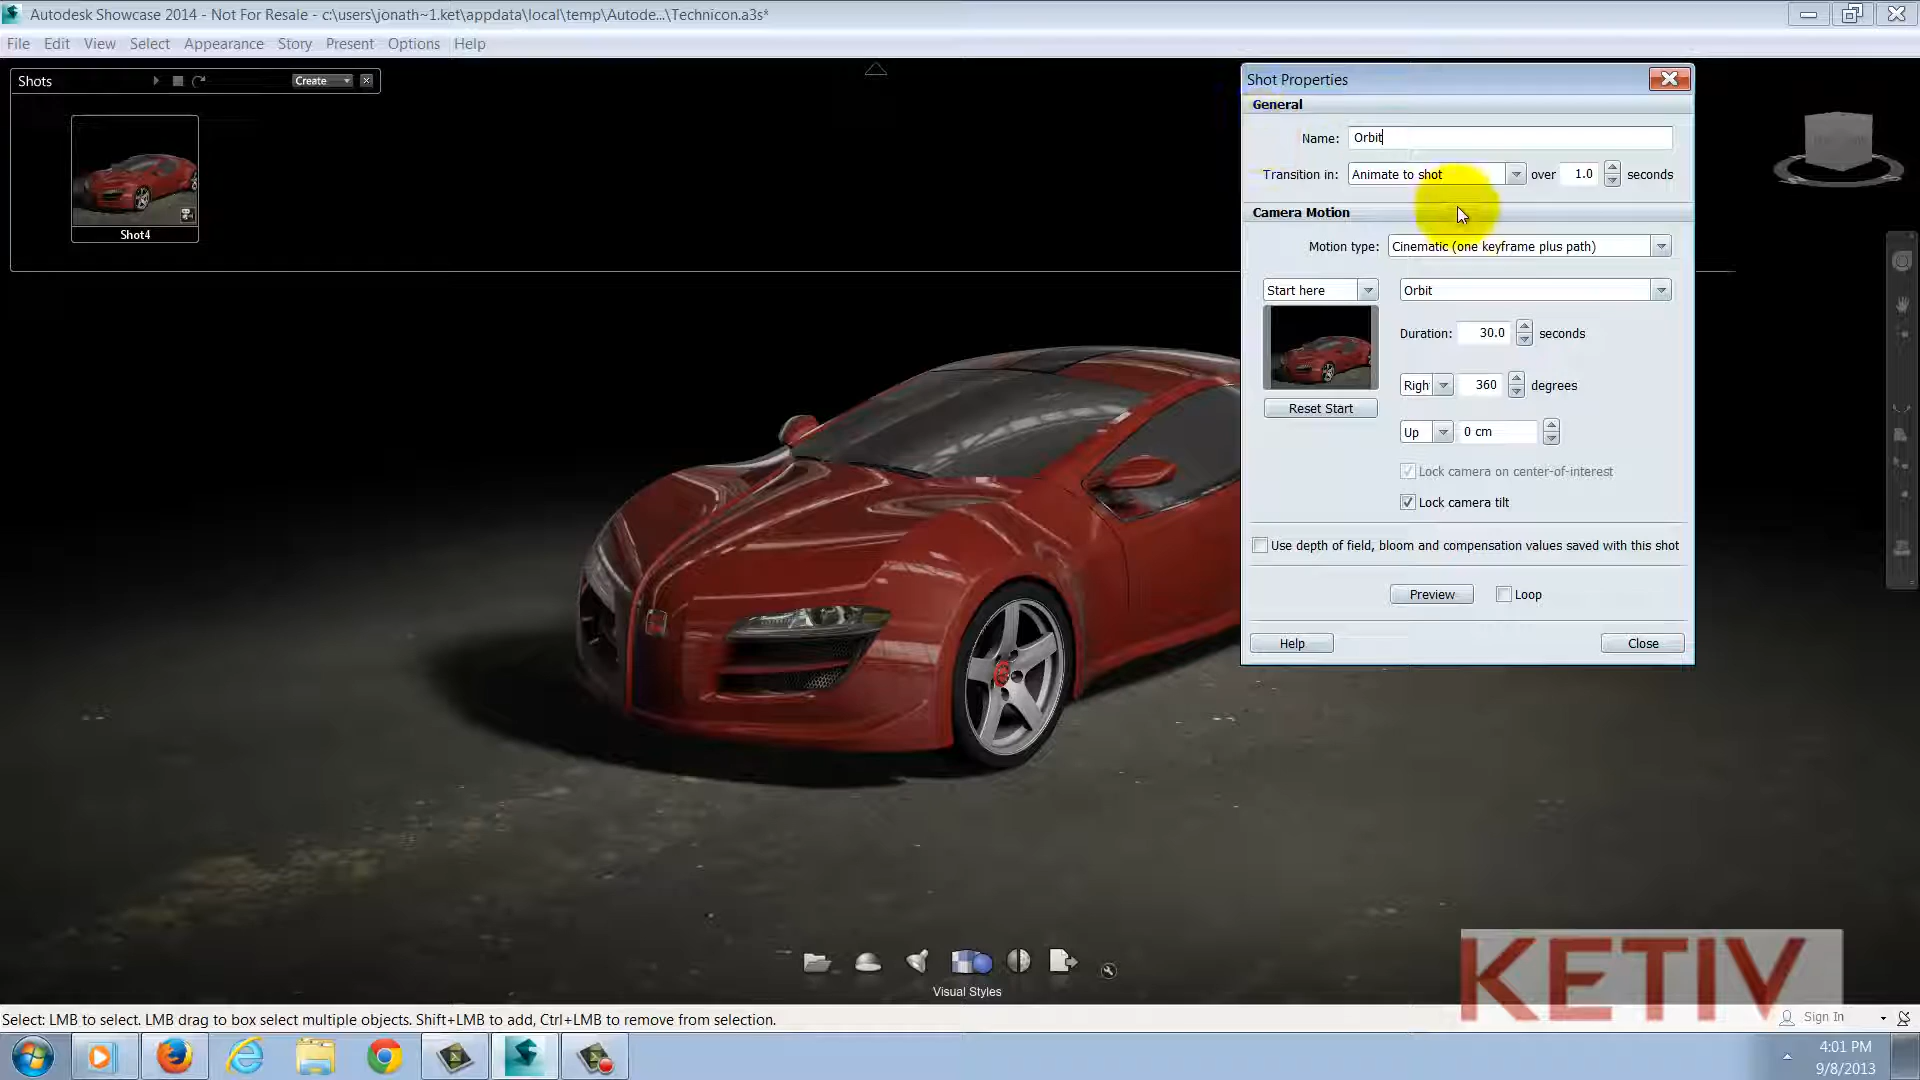 Autodesk Showcase 2014 - Not For Resale - c:\users\jonath~1.ket\appdata\local\temp\Autode...\Technicon.a3s*
File Edit View Select Appearance Story Present Options Help
Shots Create
Shot4
Shot Properties
General
Name: Orbit
Transition in: Animate to shot over 1.0 seconds
Camera Motion
Motion type: Cinematic (one keyframe plus path)
Start here Orbit
Duration: 30.0 seconds
Righ 360 degrees
Reset Start
Up 0 cm
Lock camera on center-of-interest
Lock camera tilt
Use depth of field, bloom and compensation values saved with this shot
Preview Loop
Help Close
KETIV
Visual Styles
Select: LMB to select. LMB drag to box select multiple objects. Shift+LMB to add, Ctrl+LMB to remove from selection.
Sign In
4:01 PM
9/8/2013